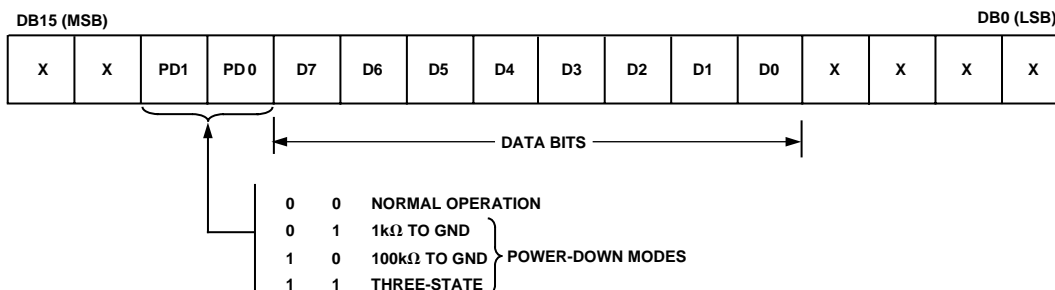 DB15 (MSB) DB0 (LSB)
X X PD1 PD0 D7 D6 D5 D4 D3 D2 D1 D0 X X X X
DATA BITS
0 0 NORMAL OPERATION
0 1 1kΩ TO GND
1 0 100kΩ TO GND POWER-DOWN MODES
1 1 THREE-STATE